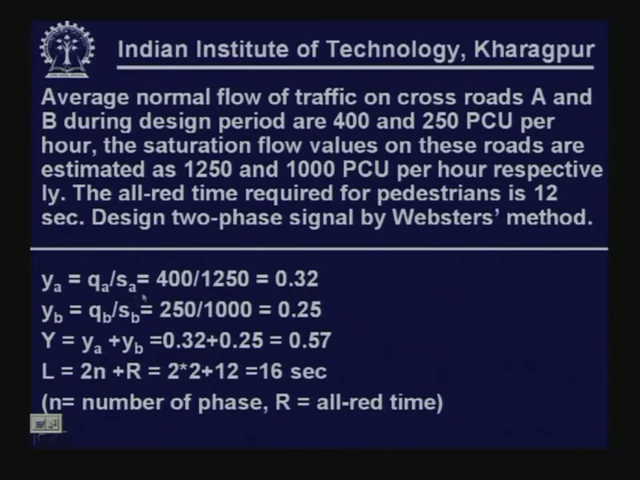 Indian Institute of Technology, Kharagpur
Average normal flow of traffic on cross roads A and
B during design period are 400 and 250 PCU per
hour, the saturation flow values on these roads are
estimated as 1250 and 1000 PCU per hour respective
ly. The all-red time required for pedestrians is 12
sec. Design two-phase signal by Websters' method.
yₐ = qₐ/sₐ= 400/1250 = 0.32
y_b = q_b/s_b= 250/1000 = 0.25
Y = yₐ +y_b =0.32+0.25 = 0.57
L = 2n +R = 2*2+12 =16 sec
(n= number of phase, R = all-red time)